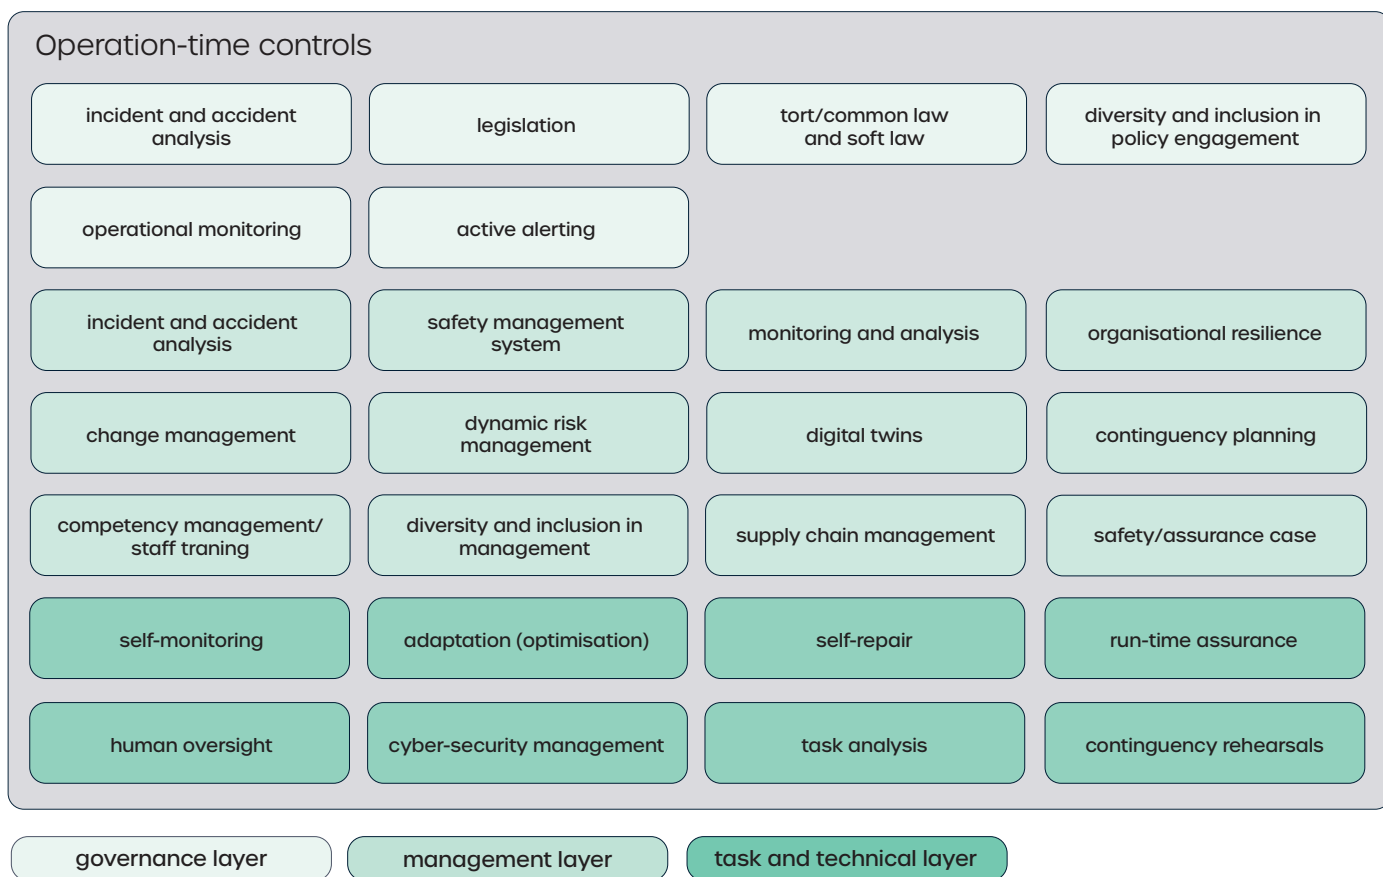 Operation-time controls
incident and accident
analysis
legislation
tort/common law
and soft law
diversity and inclusion in
policy engagement
operational monitoring
active alerting
incident and accident
analysis
safety management
system
monitoring and analysis
organisational resilience
change management
dynamic risk
management
digital twins
continguency planning
competency management/
staff traning
diversity and inclusion in
management
supply chain management
safety/assurance case
self-monitoring
adaptation (optimisation)
self-repair
run-time assurance
human oversight
cyber-security management
task analysis
contingency rehearsals
governance layer
management layer
task and technical layer